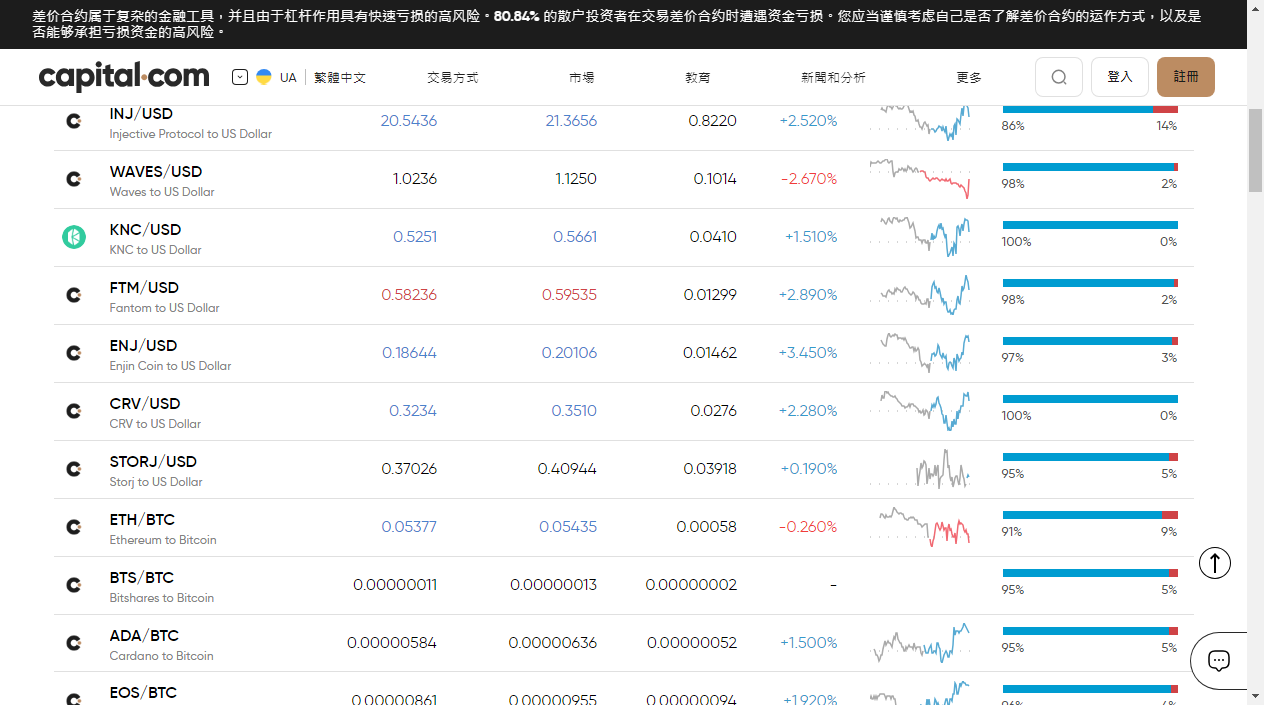 差价合约属于复杂的金融工具，并且由于杠杆作用具有快速亏损的高风险。80.84% 的散户投资者在交易差价合约时遭遇资金亏损。您应当谨慎考虑自己是否了解差价合约的运作方式，以及是
否能够承担亏损资金的高风险。
capital.com UA 繁體中文 交易方式 市場 教育 新聞和分析 更多 登入 註冊
INJ/USD 20.5436 21.3656 0.8220 +2.520%
Injective Protocol to US Dollar 86% 14%
WAVES/USD 1.0236 1.1250 0.1014 -2.670%
Waves to US Dollar 98% 2%
KNC/USD 0.5251 0.5661 0.0410 +1.510%
KNC to US Dollar 100% 0%
FTM/USD 0.58236 0.59535 0.01299 +2.890%
Fantom to US Dollar 98% 2%
ENJ/USD 0.18644 0.20106 0.01462 +3.450%
Enjin Coin to US Dollar 97% 3%
CRV/USD 0.3234 0.3510 0.0276 +2.280%
CRV to US Dollar 100% 0%
STORJ/USD 0.37026 0.40944 0.03918 +0.190%
Storj to US Dollar 95% 5%
ETH/BTC 0.05377 0.05435 0.00058 -0.260%
Ethereum to Bitcoin 91% 9%
BTS/BTC 0.00000011 0.00000013 0.00000002 -
Bitshares to Bitcoin 95% 5%
ADA/BTC 0.00000584 0.00000636 0.00000052 +1.500%
Cardano to Bitcoin 95% 5%
EOS/BTC 0.00000861 0.00000955 0.00000094 +1.920%